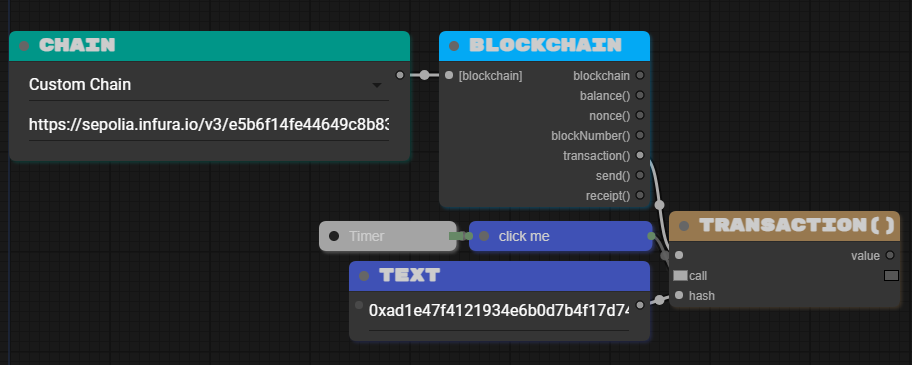 CHAIN
Custom Chain
https://sepolia.infura.io/v3/e5b6f14fe44649c8b83
BLOCKCHAIN
[blockchain]
blockchain
balance()
nonce()
blockNumber()
transaction()
send()
receipt()
Timer
click me
TEXT
0xad1e47f4121934e6b0d7b4f17d74
TRANSACTION()
value
call
hash